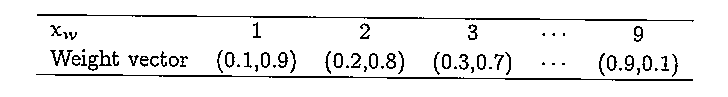 x_w 1 2 3 ⋯ 9
Weight vector (0.1,0.9) (0.2,0.8) (0.3,0.7) ⋯ (0.9,0.1)